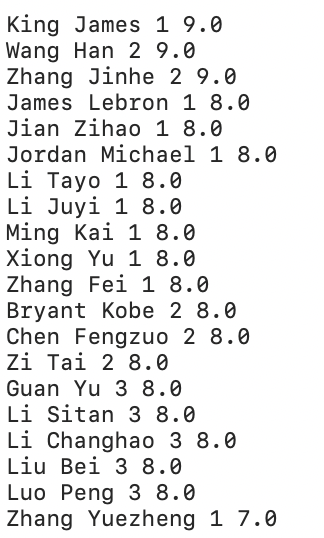 King James 1 9.0
Wang Han 2 9.0
Zhang Jinhe 2 9.0
James Lebron 1 8.0
Jian Zihao 1 8.0
Jordan Michael 1 8.0
Li Tayo 1 8.0
Li Juyi 1 8.0
Ming Kai 1 8.0
Xiong Yu 1 8.0
Zhang Fei 1 8.0
Bryant Kobe 2 8.0
Chen Fengzuo 2 8.0
Zi Tai 2 8.0
Guan Yu 3 8.0
Li Sitan 3 8.0
Li Changhao 3 8.0
Liu Bei 3 8.0
Luo Peng 3 8.0
Zhang Yuezheng 1 7.0